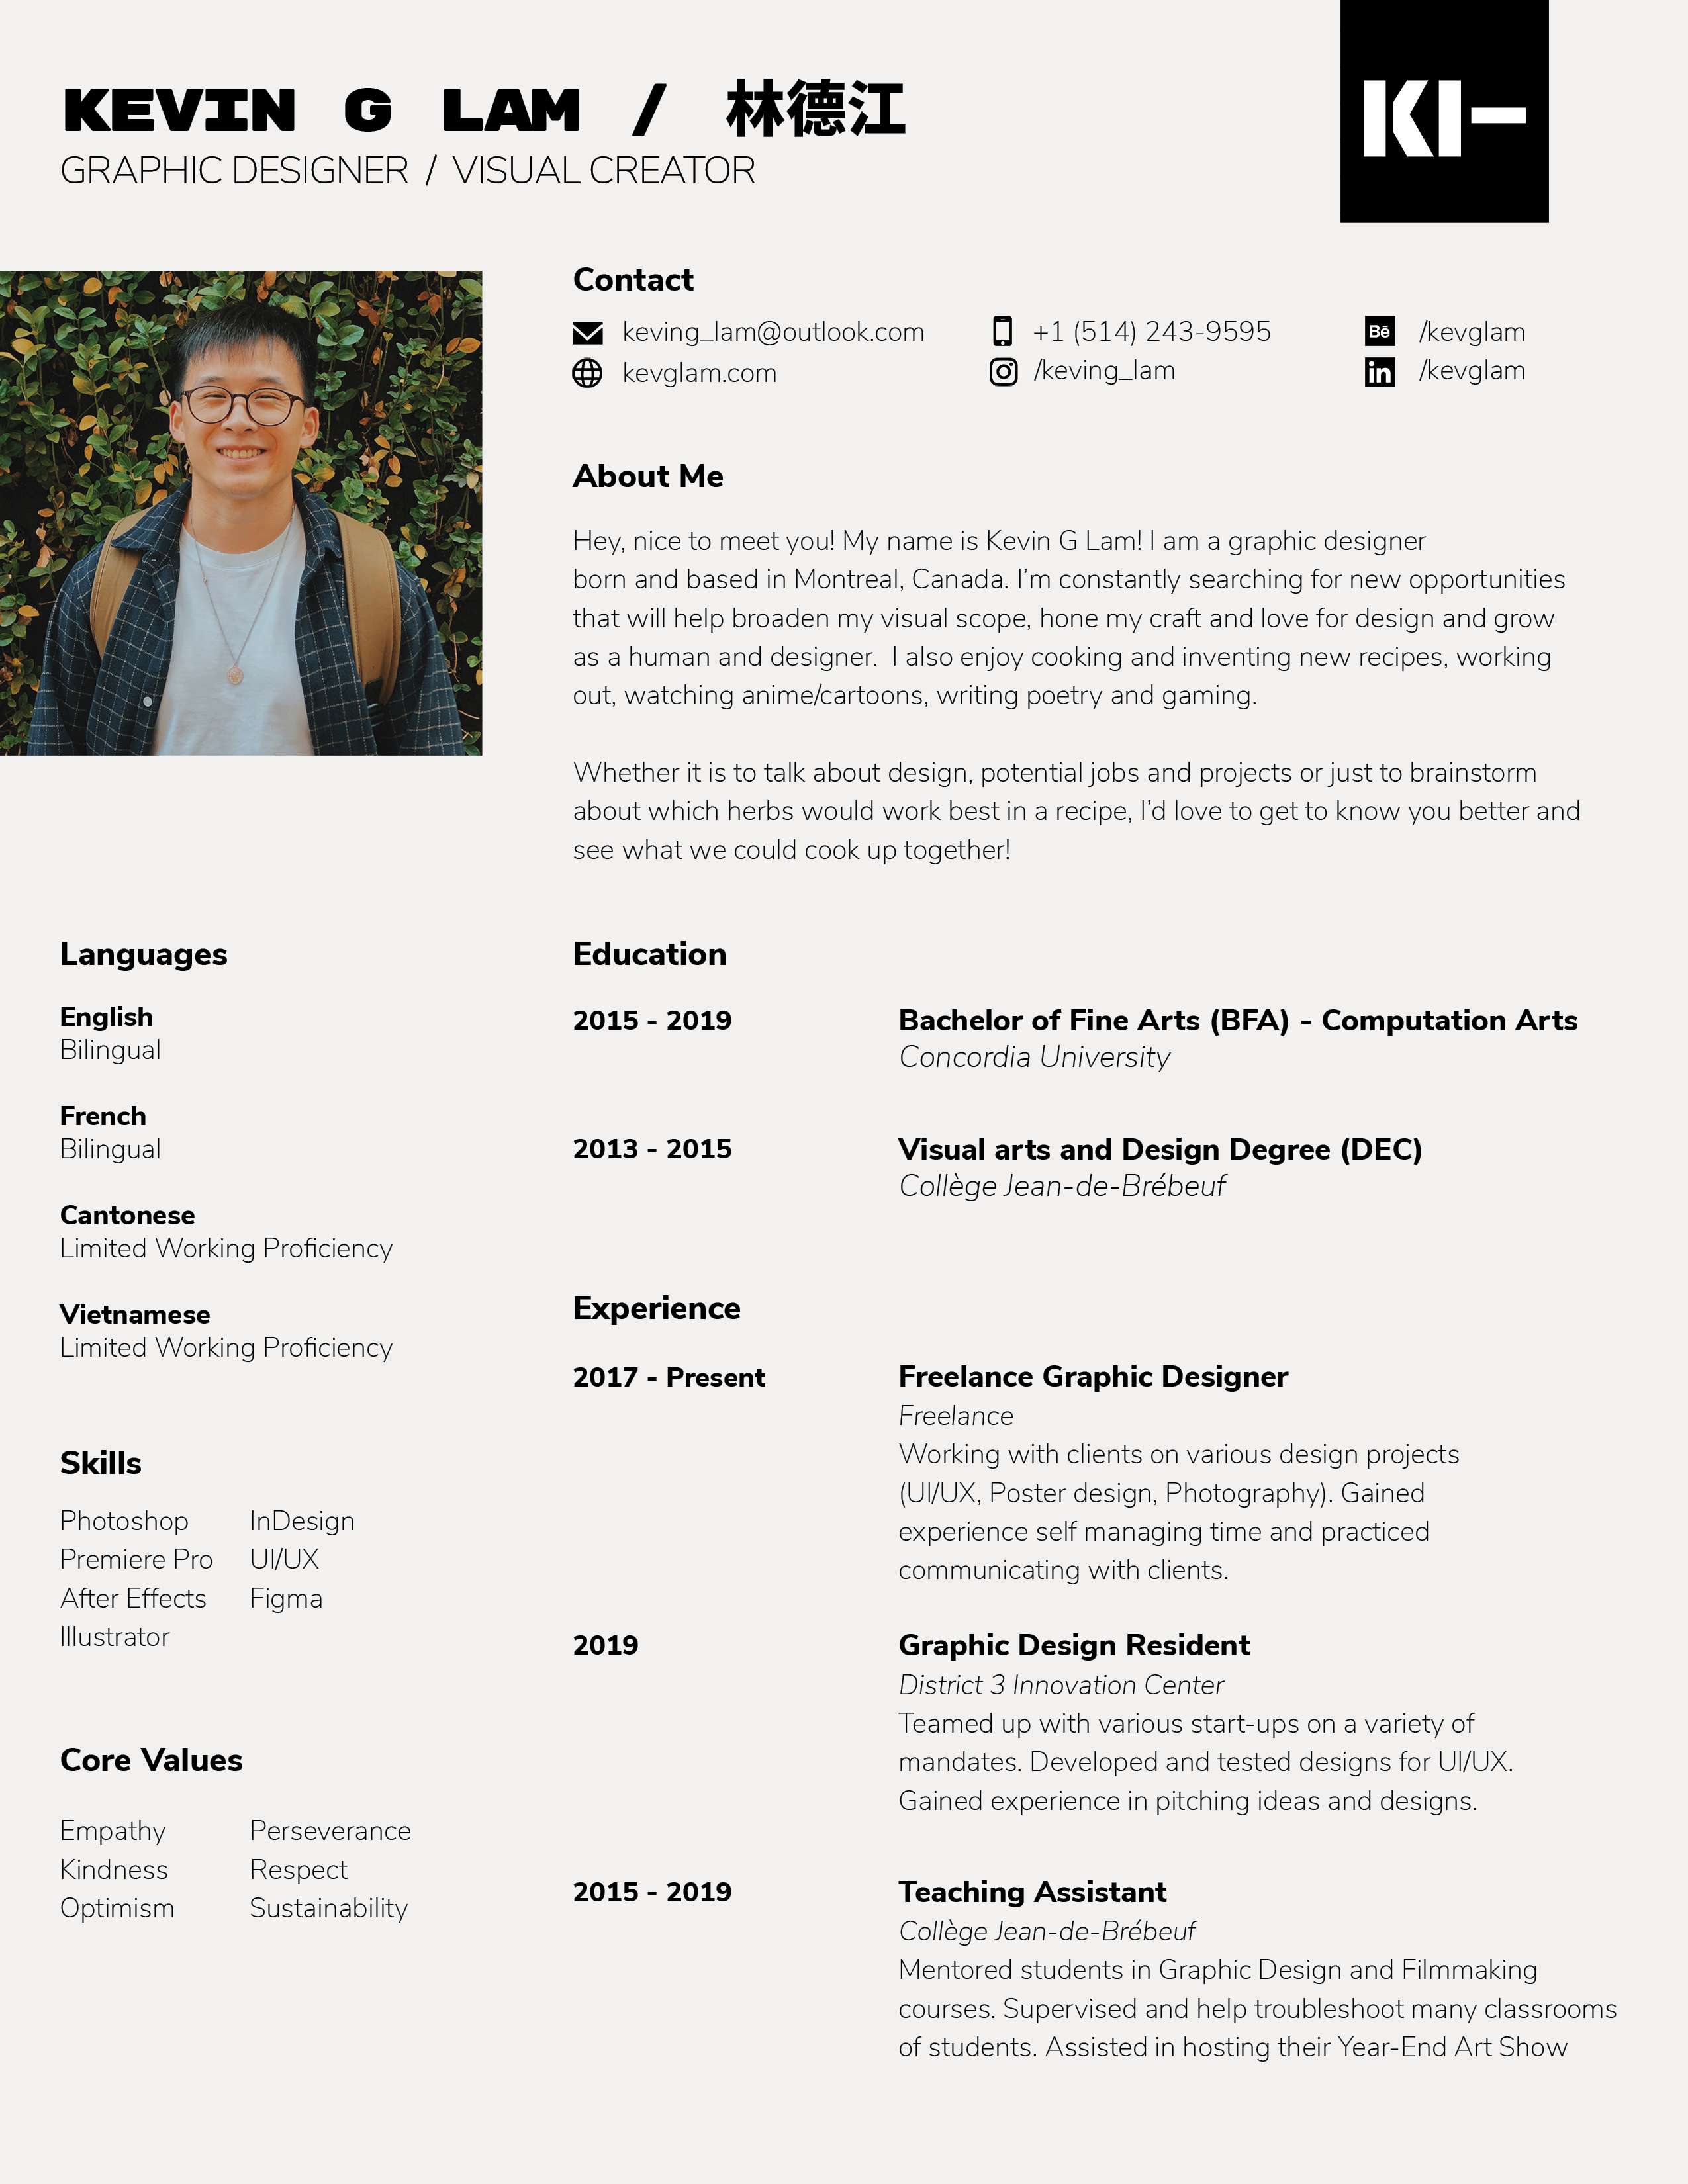 KEVIN G LAM / 林德江
GRAPHIC DESIGNER / VISUAL CREATOR
KI-
Contact
keving_lam@outlook.com
+1 (514) 243-9595
Bē /kevglam
kevglam.com
/keving_lam
in /kevglam
About Me
Hey, nice to meet you! My name is Kevin G Lam! I am a graphic designer
born and based in Montreal, Canada. I’m constantly searching for new opportunities
that will help broaden my visual scope, hone my craft and love for design and grow
as a human and designer.  I also enjoy cooking and inventing new recipes, working
out, watching anime/cartoons, writing poetry and gaming.
Whether it is to talk about design, potential jobs and projects or just to brainstorm
about which herbs would work best in a recipe, I’d love to get to know you better and
see what we could cook up together!
Languages
English
Bilingual
French
Bilingual
Cantonese
Limited Working Proficiency
Vietnamese
Limited Working Proficiency
Skills
Photoshop
Premiere Pro
After Effects
Illustrator
InDesign
UI/UX
Figma
Core Values
Empathy
Kindness
Optimism
Perseverance
Respect
Sustainability
Education
2015 - 2019
Bachelor of Fine Arts (BFA) - Computation Arts
Concordia University
2013 - 2015
Visual arts and Design Degree (DEC)
Collège Jean-de-Brébeuf
Experience
2017 - Present
Freelance Graphic Designer
Freelance
Working with clients on various design projects
(UI/UX, Poster design, Photography). Gained
experience self managing time and practiced
communicating with clients.
2019
Graphic Design Resident
District 3 Innovation Center
Teamed up with various start-ups on a variety of
mandates. Developed and tested designs for UI/UX.
Gained experience in pitching ideas and designs.
2015 - 2019
Teaching Assistant
Collège Jean-de-Brébeuf
Mentored students in Graphic Design and Filmmaking
courses. Supervised and help troubleshoot many classrooms
of students. Assisted in hosting their Year-End Art Show